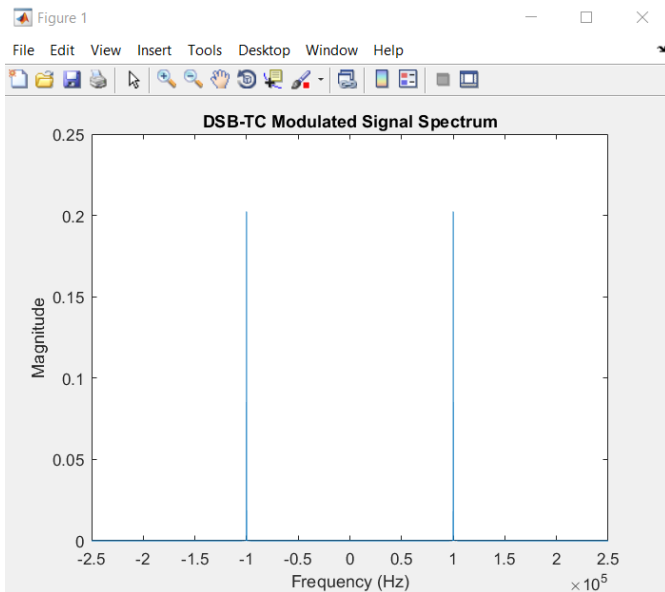 Figure 1
File Edit View Insert Tools Desktop Window Help
DSB-TC Modulated Signal Spectrum
0.25
0.2
0.15
0.1
0.05
0
Magnitude
-2.5 -2 -1.5 -1 -0.5 0 0.5 1 1.5 2 2.5
Frequency (Hz)
×10⁵